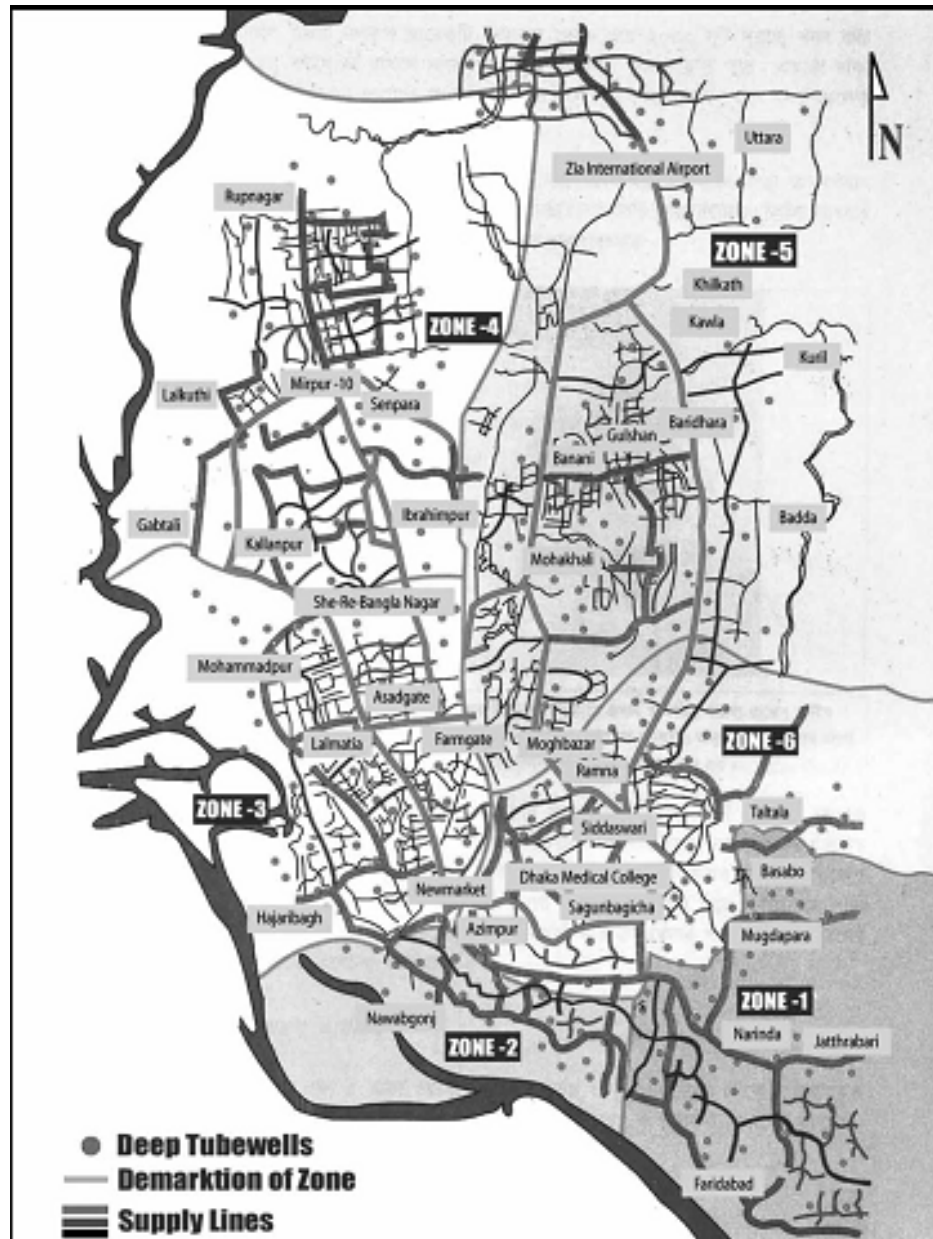 N
Uttara
Zia International Airport
Rupnagar
ZONE -5
Khilkath
Kawla
ZONE -4
Kuril
Mirpur -10
Lalkuthi
Senpara
Baridhara
Gulshan
Banani
Ibrahimpur
Badda
Gabtali
Kallanpur
Mohakhali
She-Re-Bangla Nagar
Mohammadpur
Asadgate
Lalmatia
Farmgate
Moghbazar
ZONE -6
Ramna
ZONE -3
Taltala
Siddaswari
Basabo
Dhaka Medical College
Newmarket
Sagunbagicha
Hajaribagh
Azimpur
Mugdapara
ZONE -1
Nawabgonj
Narinda
Jatthrabari
ZONE -2
Deep Tubewells
Demarktion of Zone
Faridabad
Supply Lines